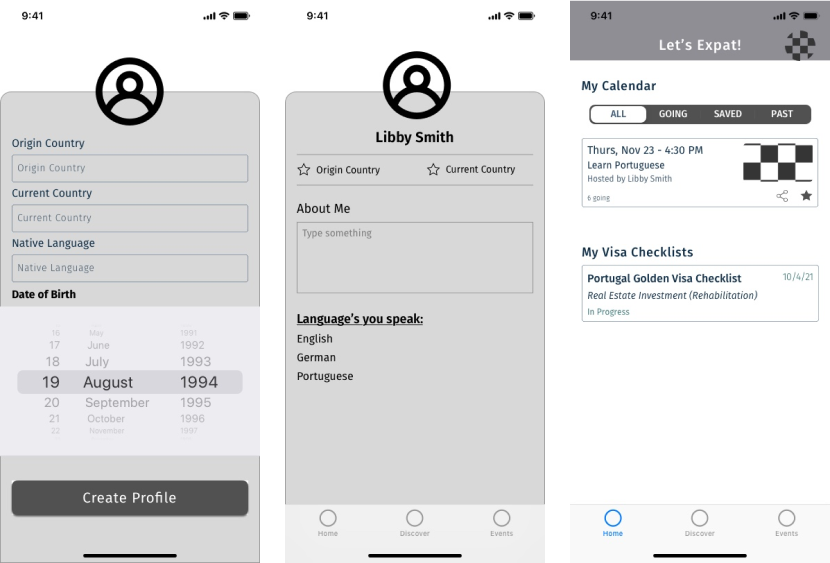 9:41
Origin Country
Origin Country
Current Country
Current Country
Native Language
Native Language
Date of Birth
16 May 1991
17 June 1992
18 July 1993
19 August 1994
20 September 1995
21 October 1996
22 November 1997
Create Profile
9:41
Libby Smith
Origin Country Current Country
About Me
Type something
Language's you speak:
English
German
Portuguese
Home Discover Events
9:41
Let's Expat!
My Calendar
ALL GOING SAVED PAST
Thurs, Nov 23 - 4:30 PM
Learn Portuguese
Hosted by Libby Smith
6 going
My Visa Checklists
Portugal Golden Visa Checklist 10/4/21
Real Estate Investment (Rehabilitation)
In Progress
Home Discover Events